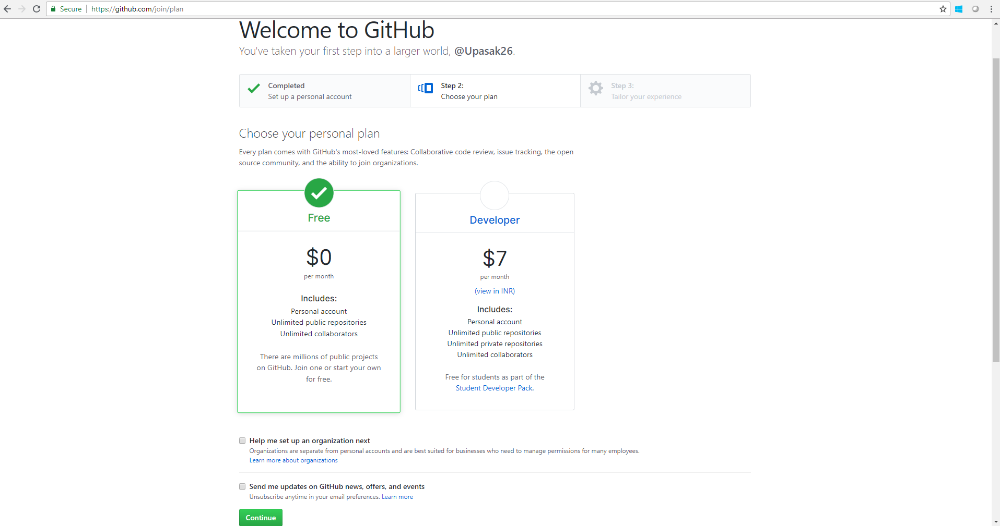 Secure
https://github.com/join/plan
Welcome to GitHub
You've taken your first step into a larger world, @Upasak26.
Completed
Set up a personal account
Step 2:
Choose your plan
Step 3:
Tailor your experience
Choose your personal plan
Every plan comes with GitHub's most-loved features: Collaborative code review, issue tracking, the open
source community, and the ability to join organizations.
Free
$0
per month
Includes:
Personal account
Unlimited public repositories
Unlimited collaborators
There are millions of public projects
on GitHub. Join one or start your own
for free.
Developer
$7
per month
(view in INR)
Includes:
Personal account
Unlimited public repositories
Unlimited private repositories
Unlimited collaborators
Free for students as part of the
Student Developer Pack.
Help me set up an organization next
Organizations are separate from personal accounts and are best suited for businesses who need to manage permissions for many employees.
Learn more about organizations
Send me updates on GitHub news, offers, and events
Unsubscribe anytime in your email preferences. Learn more
Continue